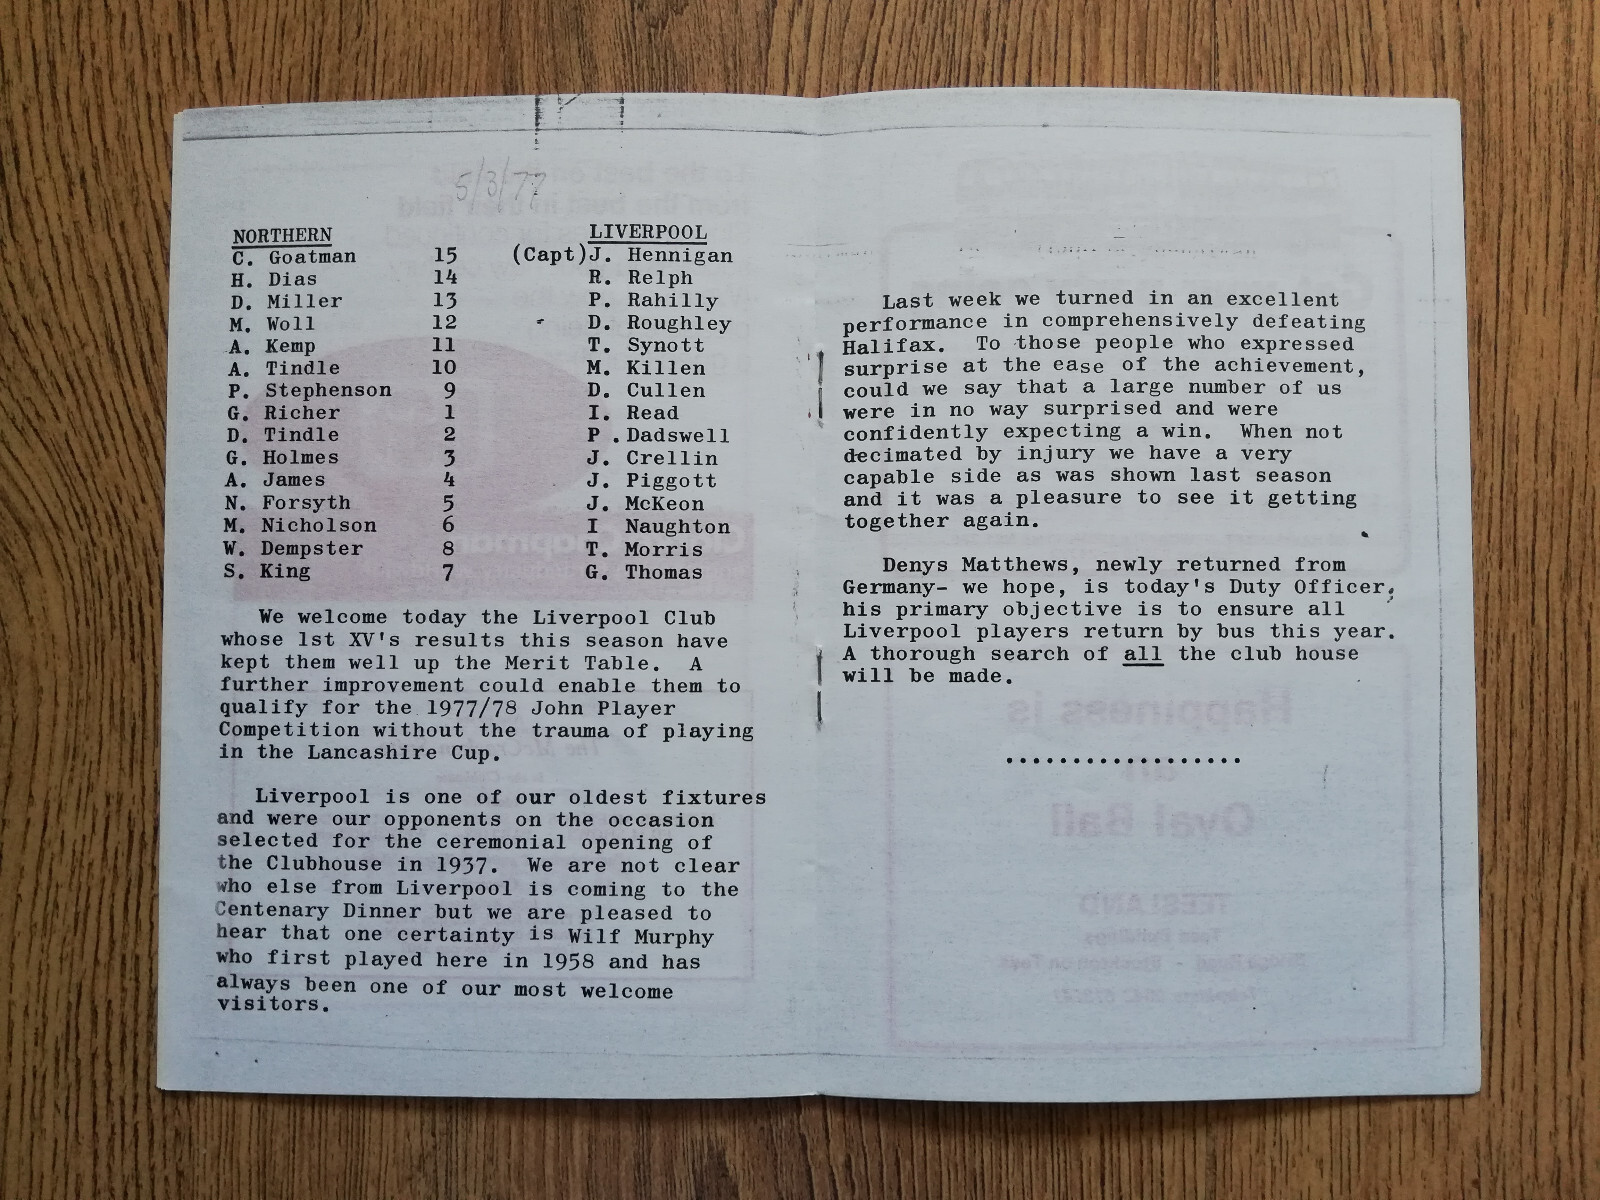 5/3/77
NORTHERN LIVERPOOL
C. Goatman 15 (Capt)J. Hennigan
H. Dias 14 R. Relph
D. Miller 13 P. Rahilly
M. Woll 12 D. Roughley
A. Kemp 11 T. Synott
A. Tindle 10 M. Killen
P. Stephenson 9 D. Cullen
G. Richer 1 I. Read
D. Tindle 2 P .Dadswell
G. Holmes 3 J. Crellin
A. James 4 J. Piggott
N. Forsyth 5 J. McKeon
M. Nicholson 6 I Naughton
W. Dempster 8 T. Morris
S. King 7 G. Thomas
We welcome today the Liverpool Club
whose 1st XV's results this season have
kept them well up the Merit Table. A
further improvement could enable them to
qualify for the 1977/78 John Player
Competition without the trauma of playing
in the Lancashire Cup.
Liverpool is one of our oldest fixtures
and were our opponents on the occasion
selected for the ceremonial opening of
the Clubhouse in 1937. We are not clear
who else from Liverpool is coming to the
Centenary Dinner but we are pleased to
hear that one certainty is Wilf Murphy
who first played here in 1958 and has
always been one of our most welcome
visitors.
Last week we turned in an excellent
performance in comprehensively defeating
Halifax. To those people who expressed
surprise at the ease of the achievement,
could we say that a large number of us
were in no way surprised and were
confidently expecting a win. When not
decimated by injury we have a very
capable side as was shown last season
and it was a pleasure to see it getting
together again.
Denys Matthews, newly returned from
Germany- we hope, is today's Duty Officer,
his primary objective is to ensure all
Liverpool players return by bus this year.
A thorough search of all the club house
will be made.
..................
Happiness is
an
Oval Ball
TEESLAND